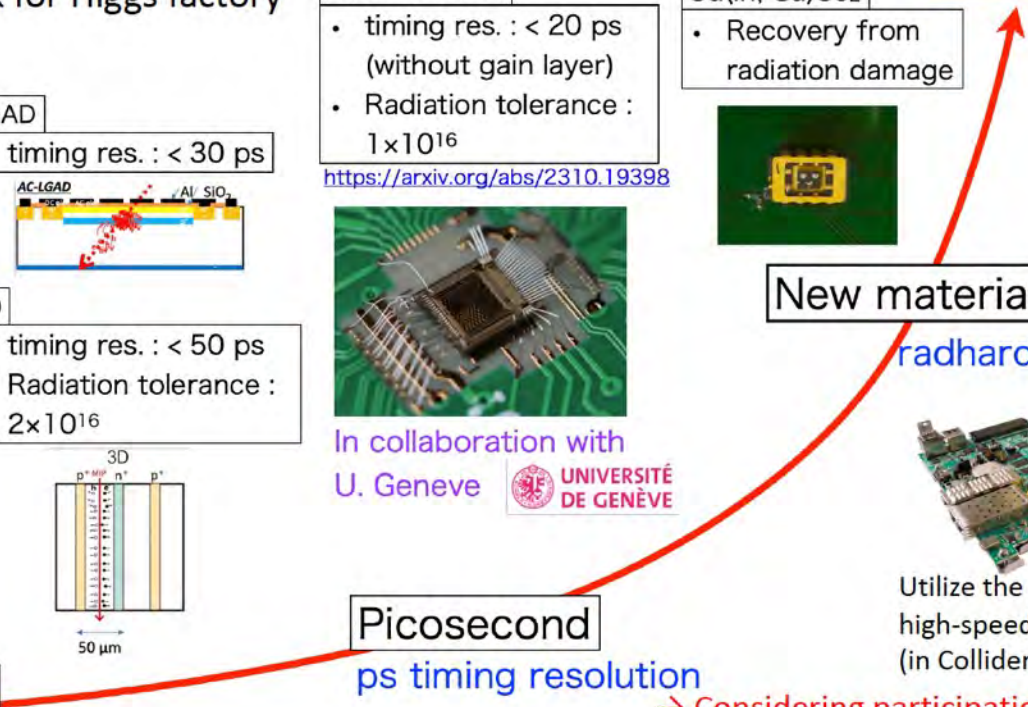 for Higgs factory
AD
timing res. : < 30 ps
AC-LGAD
Al
SiO₂
timing res. : < 50 ps
Radiation tolerance :
2×10¹⁶
3D
p⁺ MIP n⁺ p⁺
50 μm
• timing res. : < 20 ps
(without gain layer)
• Radiation tolerance :
1×10¹⁶
https://arxiv.org/abs/2310.19398
In collaboration with
U. Geneve
UNIVERSITÉ
DE GENÈVE
Picosecond
ps timing resolution
• Recovery from
radiation damage
New materia
radhard
Utilize the
high-speed
(in Collider
Considering participatio